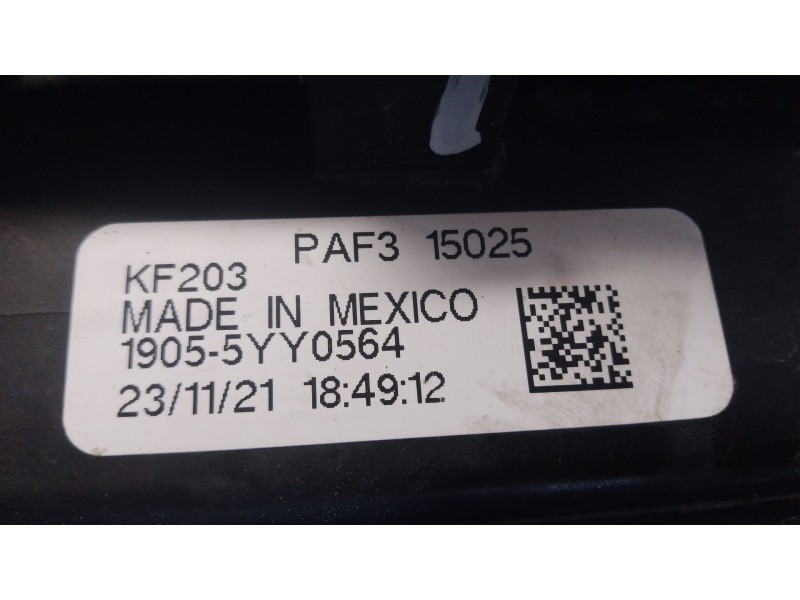 PAF3 15025
KF203
MADE IN MEXICO
1905-5YY0564
23/11/21 18:49:12